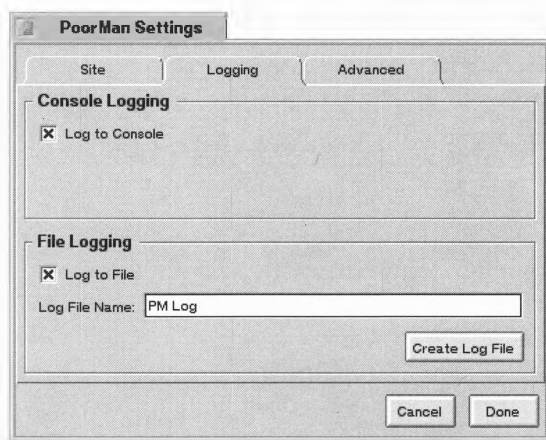 PoorMan Settings
Site
Logging
Advanced
Console Logging
Log to Console
File Logging
Log to File
Log File Name: PM Log
Create Log File
Cancel
Done